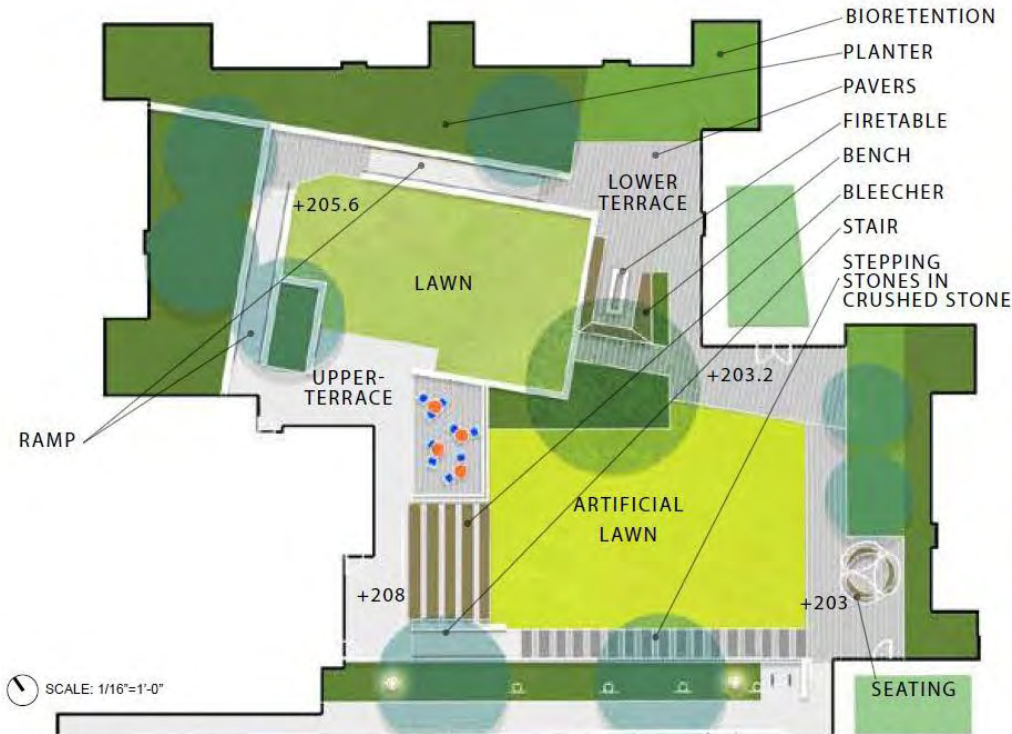 BIORETENTION
PLANTER
PAVERS
FIRETABLE
BENCH
BLEECHER
STAIR
STEPPING
STONES IN
CRUSHED STONE
LOWER
TERRACE
+205.6
LAWN
+203.2
UPPER-
TERRACE
RAMP
ARTIFICIAL
LAWN
+208
+203
SEATING
SCALE: 1/16"=1'-0"